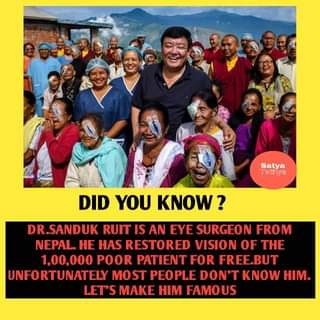 Satya
DID YOU KNOW ?
DR.SANDUK RUIT IS AN EYE SURGEON FROM
NEPAL. HE HAS RESTORED VISION OF THE
1,00,000 POOR PATIENT FOR FREE.BUT
UNFORTUNATELY MOST PEOPLE DON'T KNOW HIM.
LET'S MAKE HIM FAMOUS